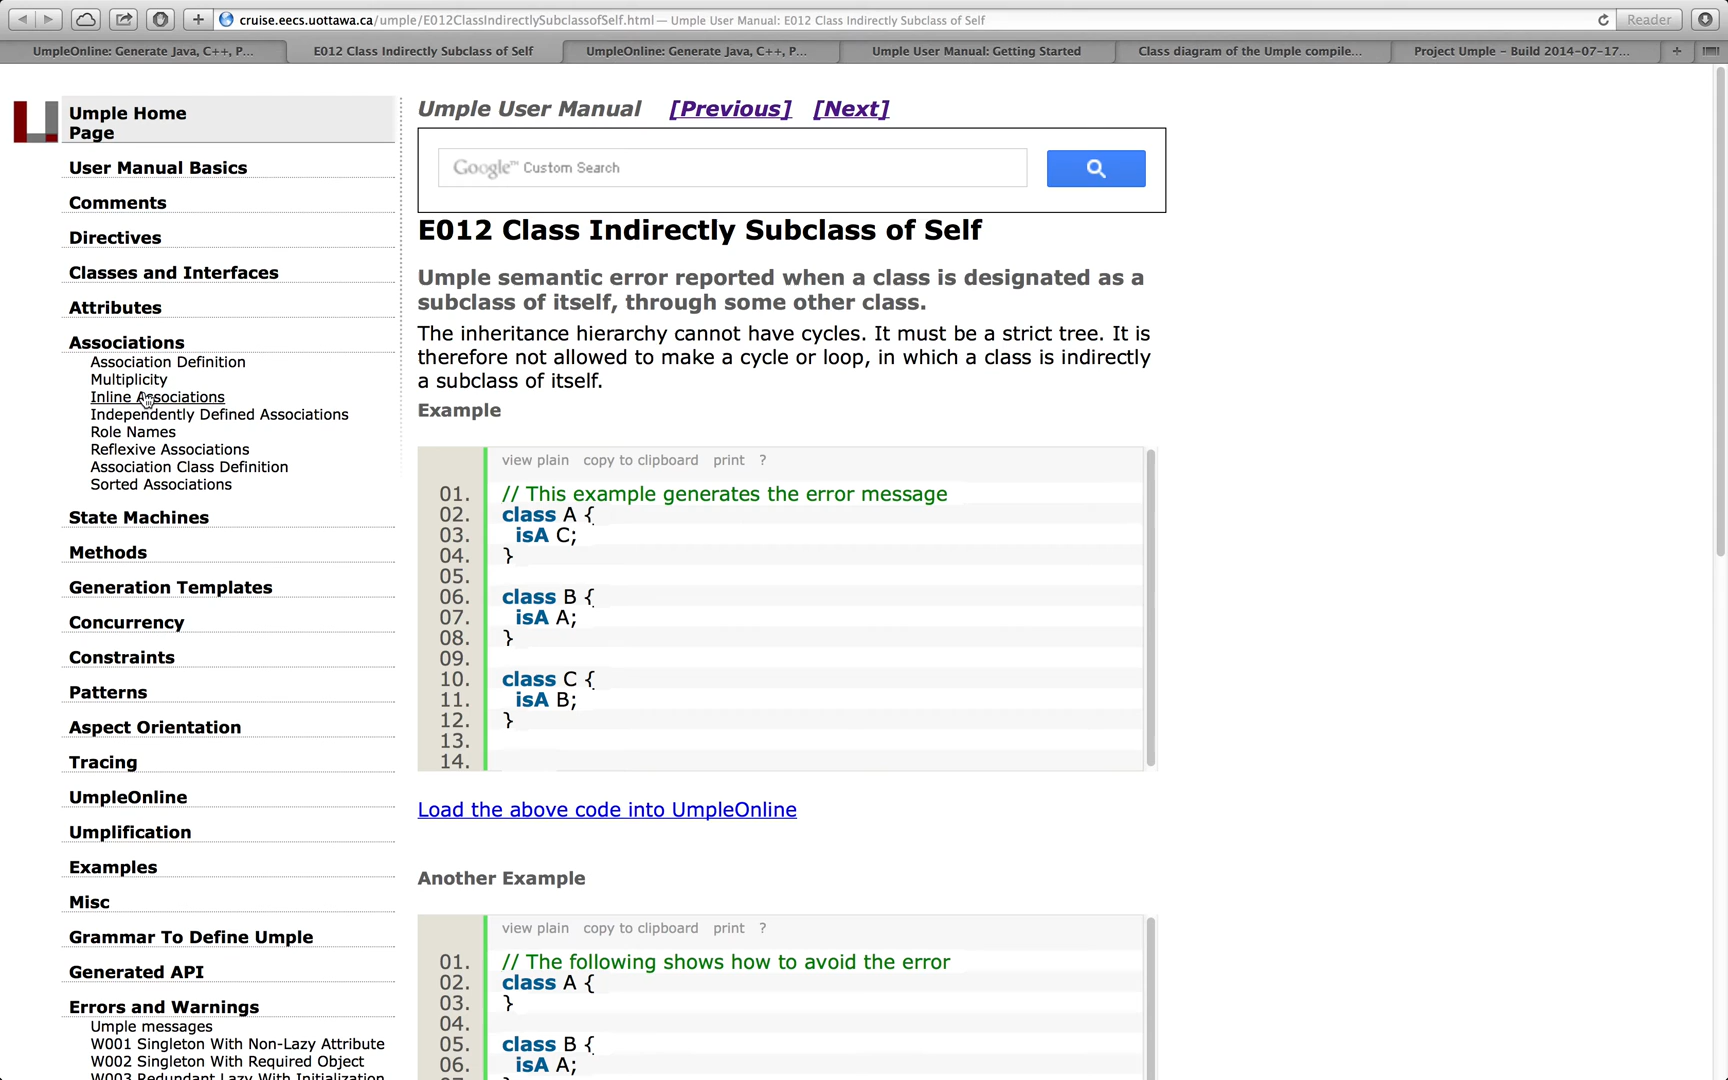 cruise.eecs.uottawa.ca/umple/E012ClassIndirectlySubclassofSelf.html — Umple User Manual: E012 Class Indirectly Subclass of Self
Reader
UmpleOnline: Generate Java, C++, P...
E012 Class Indirectly Subclass of Self
UmpleOnline: Generate Java, C++, P...
Umple User Manual: Getting Started
Class diagram of the Umple compile...
Project Umple – Build 2014-07-17...
Umple Home
Page
User Manual Basics
Comments
Directives
Classes and Interfaces
Attributes
Associations
Association Definition
Multiplicity
Inline Associations
Independently Defined Associations
Role Names
Reflexive Associations
Association Class Definition
Sorted Associations
State Machines
Methods
Generation Templates
Concurrency
Constraints
Patterns
Aspect Orientation
Tracing
UmpleOnline
Umplification
Examples
Misc
Grammar To Define Umple
Generated API
Errors and Warnings
Umple messages
W001 Singleton With Non-Lazy Attribute
W002 Singleton With Required Object
W003 Redundant Lazy With Initialization
Umple User Manual [Previous] [Next]
Google™ Custom Search
E012 Class Indirectly Subclass of Self
Umple semantic error reported when a class is designated as a
subclass of itself, through some other class.
The inheritance hierarchy cannot have cycles. It must be a strict tree. It is
therefore not allowed to make a cycle or loop, in which a class is indirectly
a subclass of itself.
Example
view plain copy to clipboard print ?
01. // This example generates the error message
02. class A {
03. isA C;
04. }
05.
06. class B {
07. isA A;
08. }
09.
10. class C {
11. isA B;
12. }
13.
14.
Load the above code into UmpleOnline
Another Example
view plain copy to clipboard print ?
01. // The following shows how to avoid the error
02. class A {
03. }
04.
05. class B {
06. isA A;